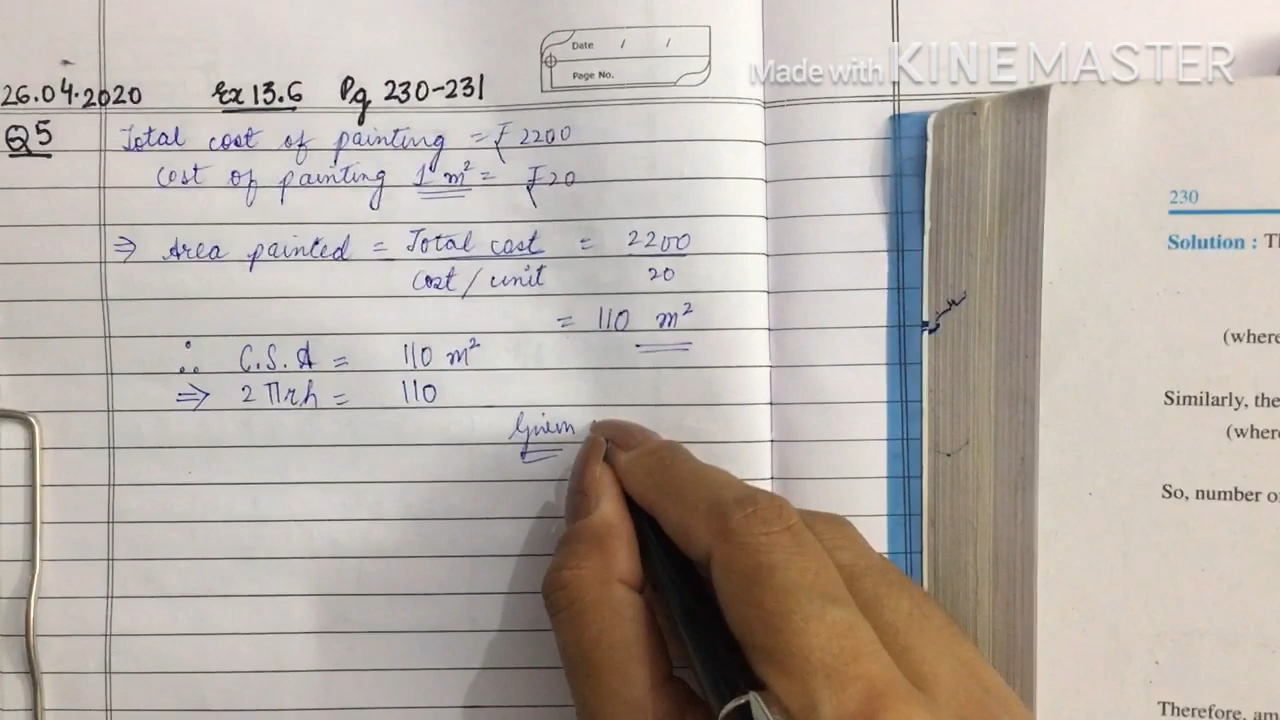 Date / /
Page No.
Made with KINEMASTER
26.04.2020 Ex 13.6 Pg 230-231
Q5 Total cost of painting = ₹ 2200
Cost of painting 1 m² = ₹20
⇒ Area painted = Total cost / Cost / unit = 2200 / 20
= 110 m²
∴ C.S.A = 110 m²
⇒ 2πrh = 110
Given
230
Solution : Th
(where
Similarly, the
(where
So, number o
Therefore, am